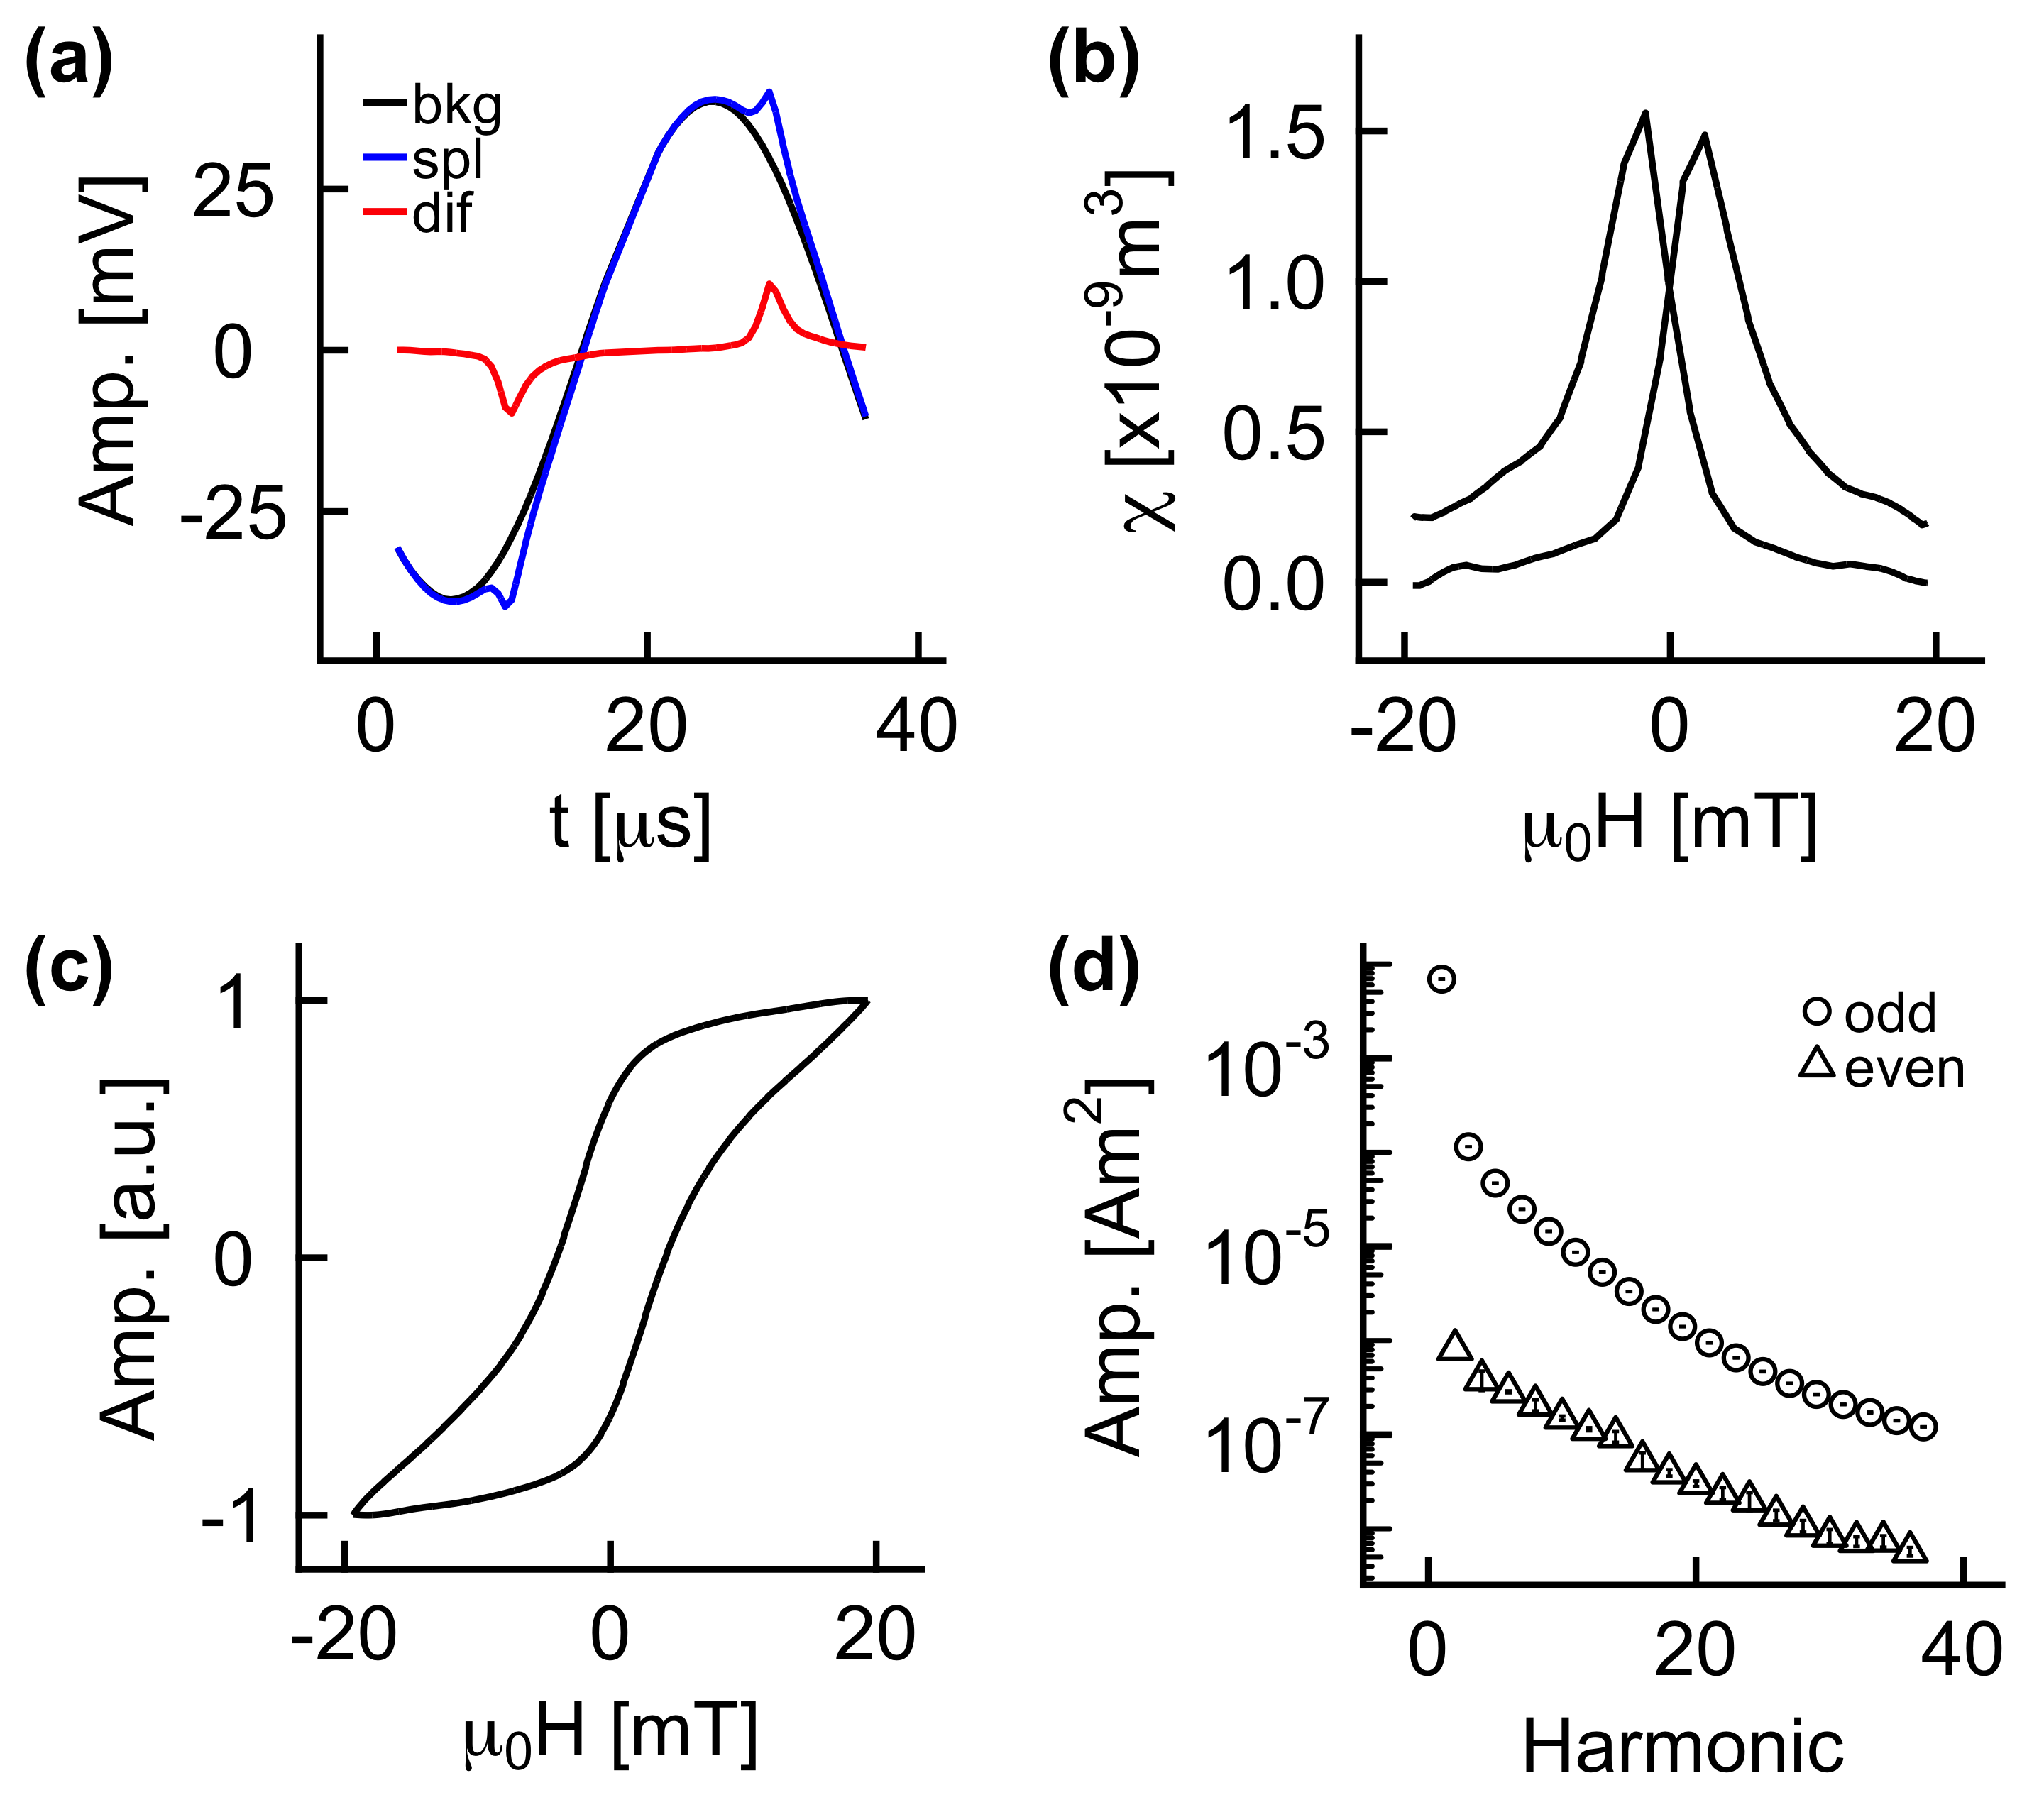 (a)
Amp. [mV]
25
0
-25
bkg
spl
dif
0 20 40
t [μs]
(b)
χ [x10⁻⁹m³]
1.5
1.0
0.5
0.0
-20 0 20
μ₀H [mT]
(c)
Amp. [a.u.]
1
0
-1
-20 0 20
μ₀H [mT]
(d)
Amp. [Am²]
10⁻³
10⁻⁵
10⁻⁷
odd
even
0 20 40
Harmonic